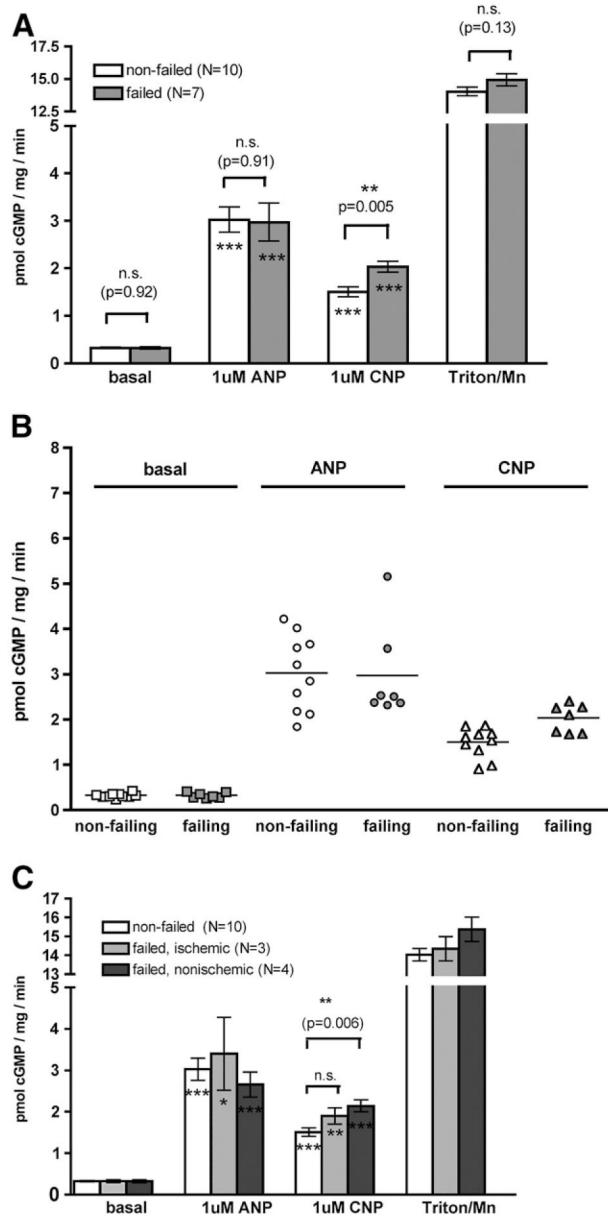 A
17.5
15.0
12.5
5
4
3
2
1
0
pmol cGMP / mg / min
non-failed (N=10)
failed (N=7)
n.s.
(p=0.92)
n.s.
(p=0.91)
**
p=0.005
n.s.
(p=0.13)
*** *** *** ***
basal 1uM ANP 1uM CNP Triton/Mn
B
8
7
6
5
4
3
2
1
0
pmol cGMP / mg / min
basal ANP CNP
non-failing failing non-failing failing non-failing failing
C
17
16
15
14
13
5
4
3
2
1
0
pmol cGMP / mg / min
non-failed (N=10)
failed, ischemic (N=3)
failed, nonischemic (N=4)
**
(p=0.006)
n.s.
*** * *** *** ** ***
basal 1uM ANP 1uM CNP Triton/Mn